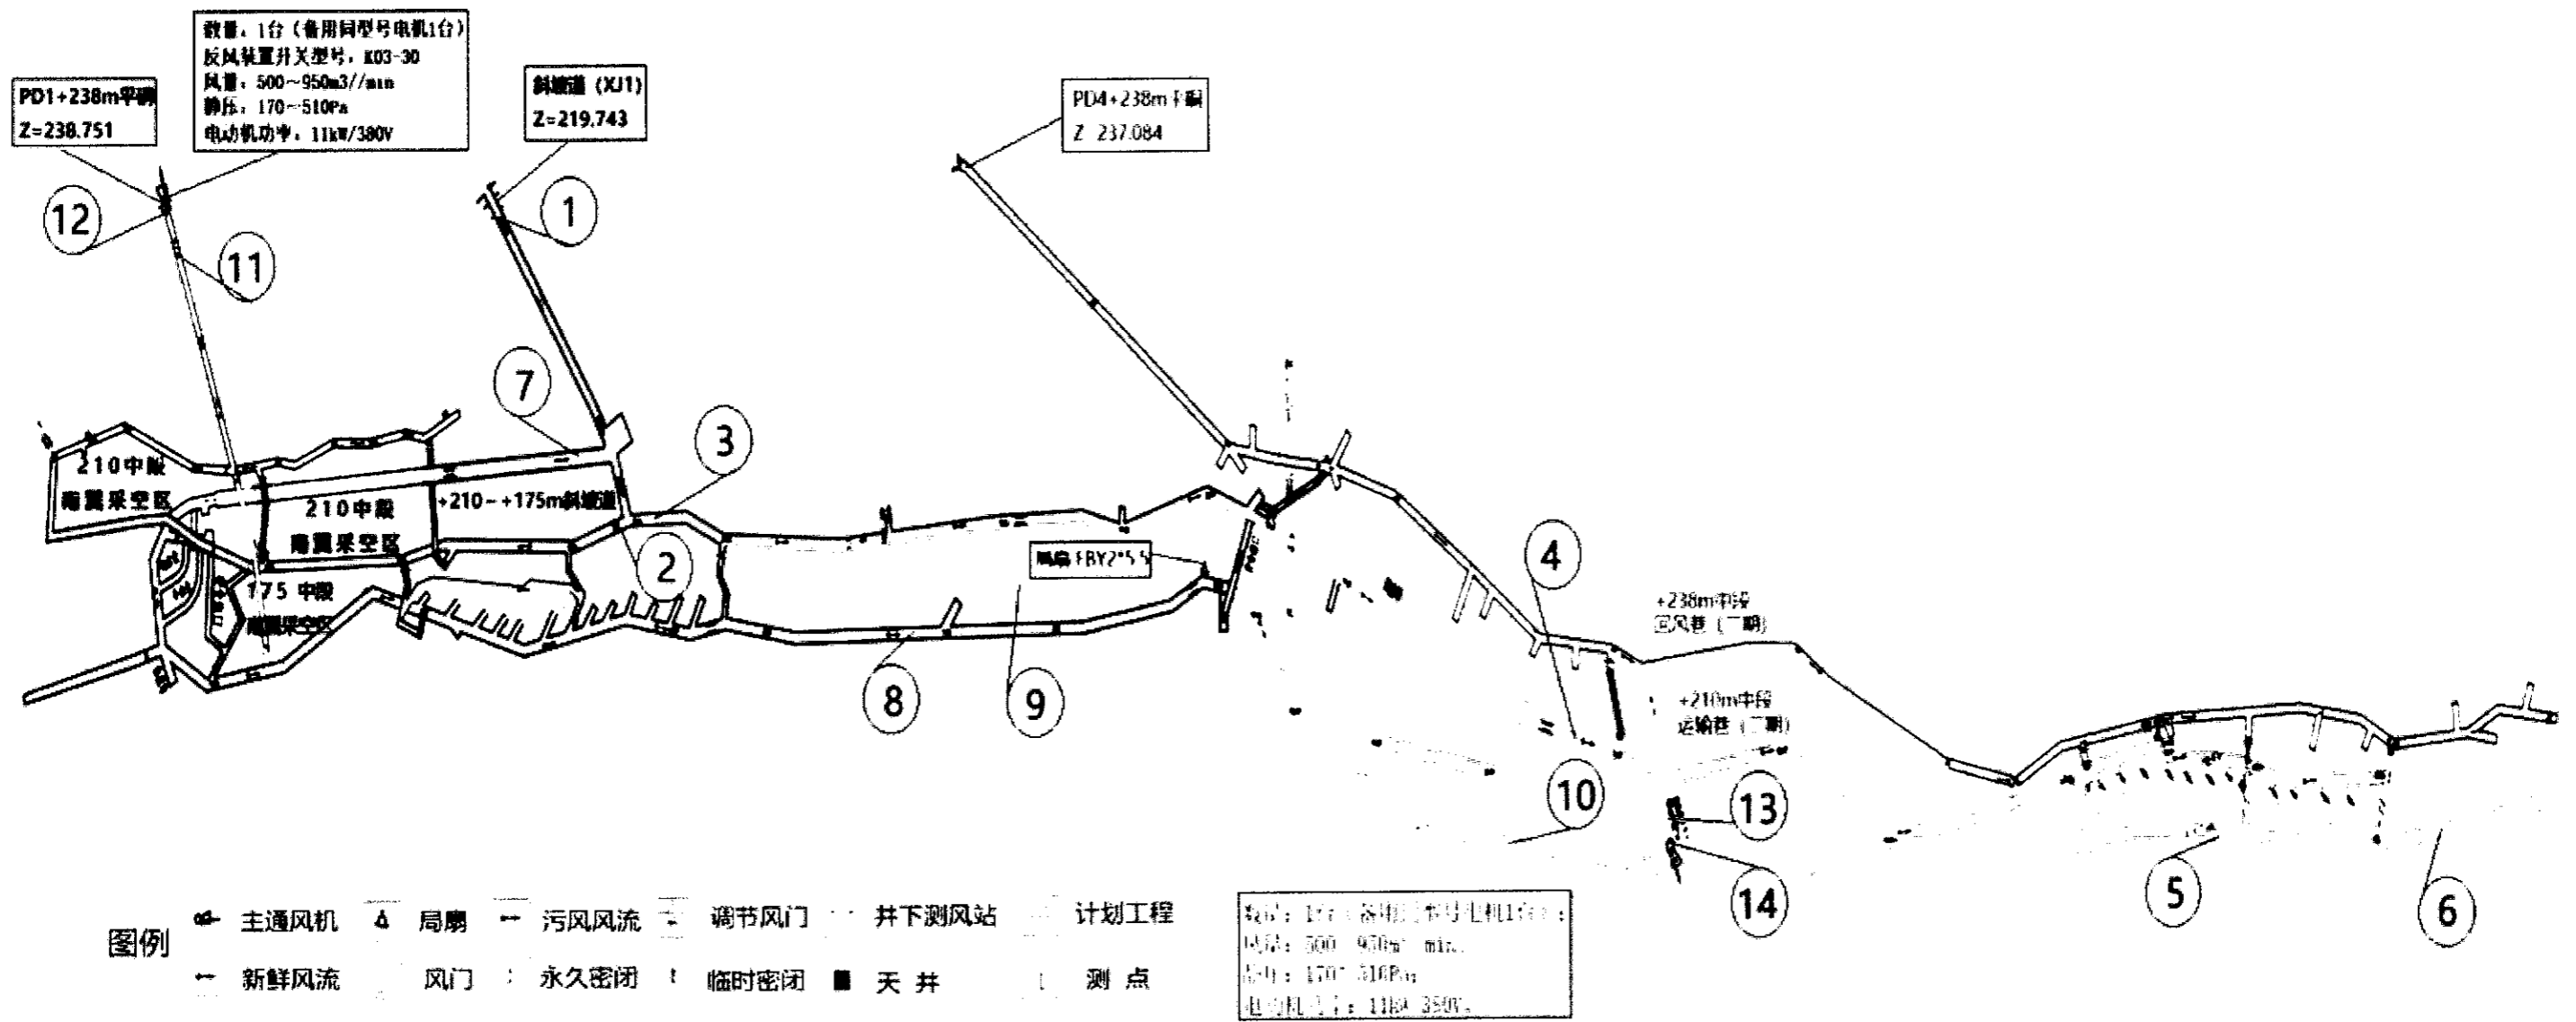 数量：1台（备用同型号电机1台）
反风装置开关型号：K03-30
风量：500～950m3//min
静压：170～510Pa
电动机功率：11kW/380V
PD1+238m平硐
Z=238.751
斜坡道（XJ1）
Z=219.743
PD4+238m平硐
Z 237.084
12
1
11
7
3
210中段
南翼采空区
210中段
南翼采空区
+210～+175m斜坡道
2
175 中段
南翼采空区
局扇 FBY2*5.5
4
+238m中段
回风巷（二期）
+210m中段
运输巷（二期）
8
9
10
13
14
5
6
图例
主通风机
局扇
污风风流
调节风门
井下测风站
计划工程
新鲜风流
风门
永久密闭
临时密闭
天 井
测 点